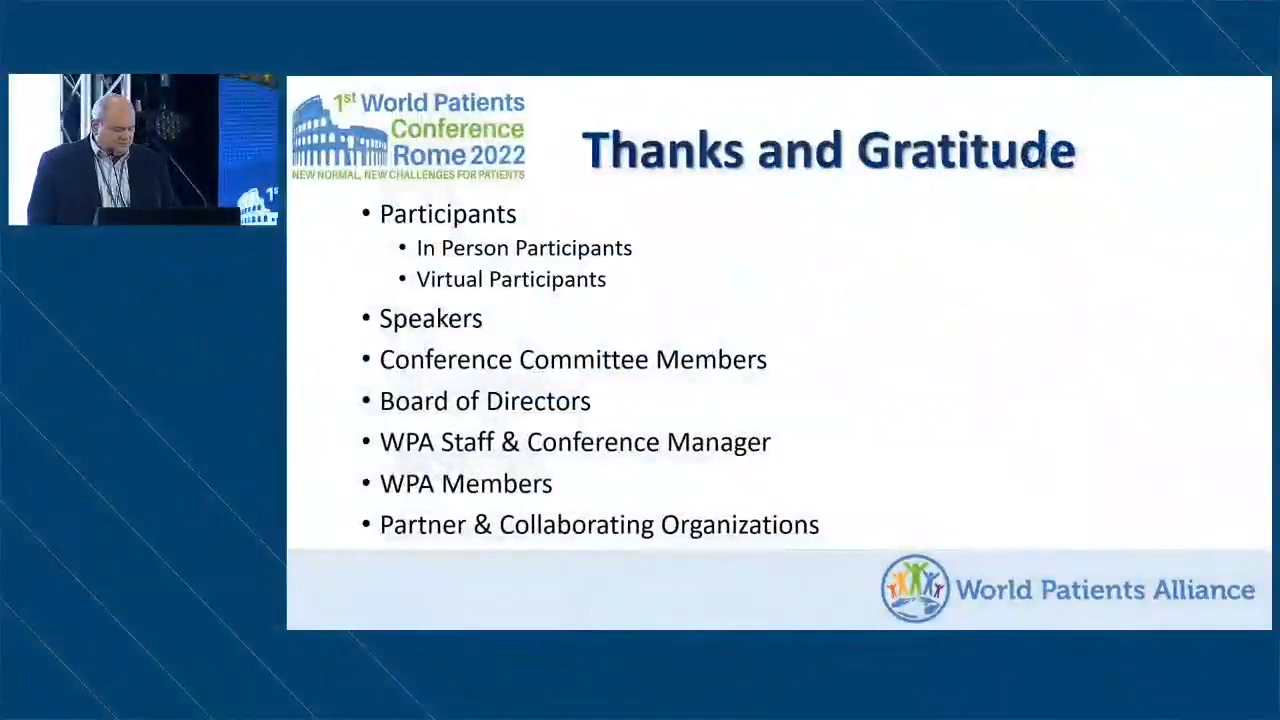 1st World Patients
Conference
Rome 2022
NEW NORMAL, NEW CHALLENGES FOR PATIENTS
Thanks and Gratitude
• Participants
• In Person Participants
• Virtual Participants
• Speakers
• Conference Committee Members
• Board of Directors
• WPA Staff & Conference Manager
• WPA Members
• Partner & Collaborating Organizations
World Patients Alliance
1st